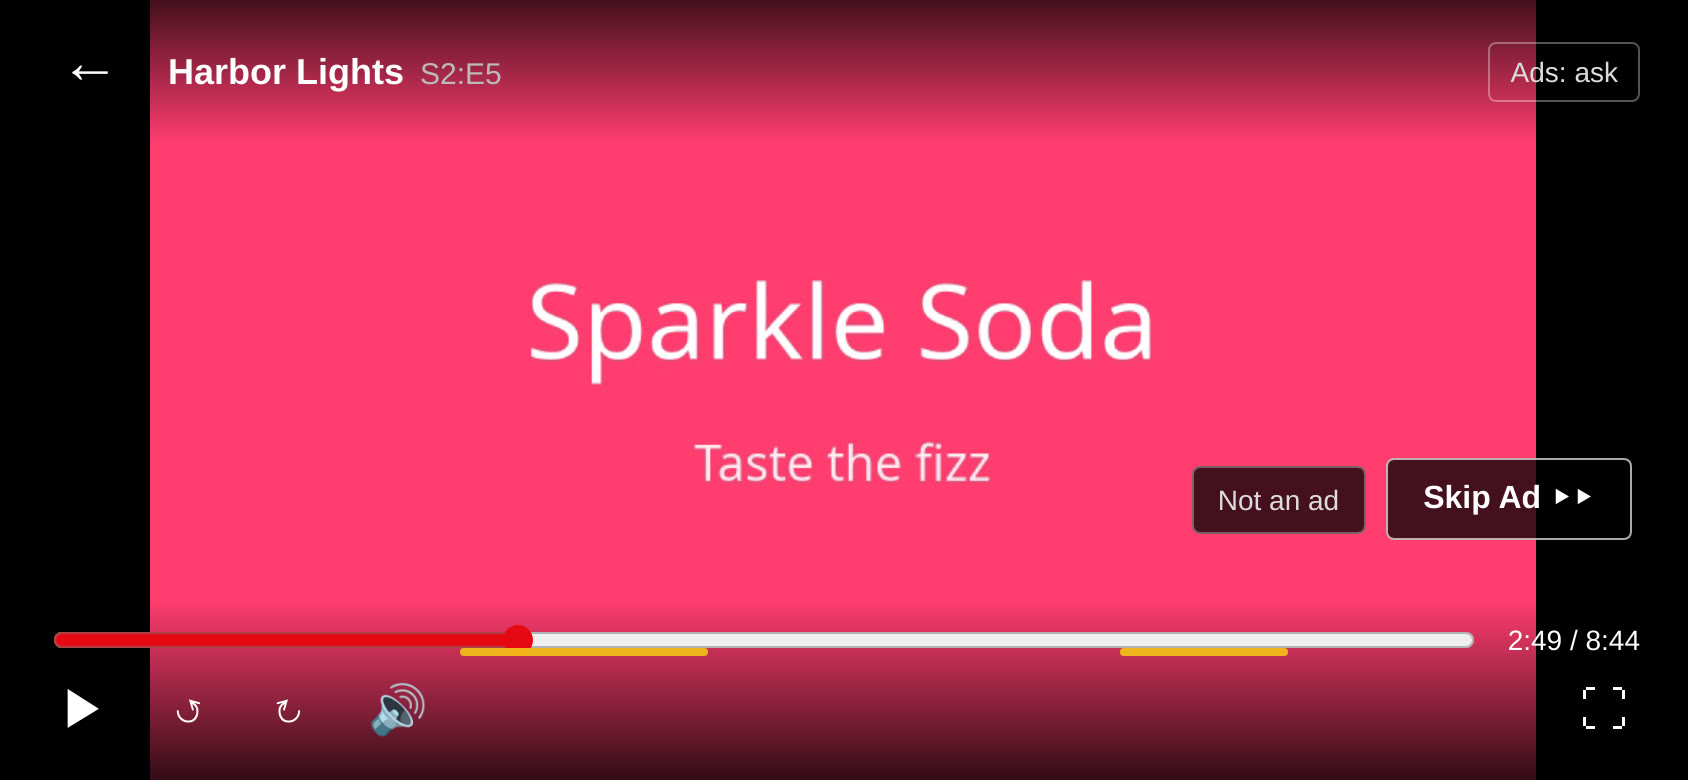 Harbor Lights S2:E5
Ads: ask
Sparkle Soda
Taste the fizz
Not an ad
Skip Ad
2:49 / 8:44